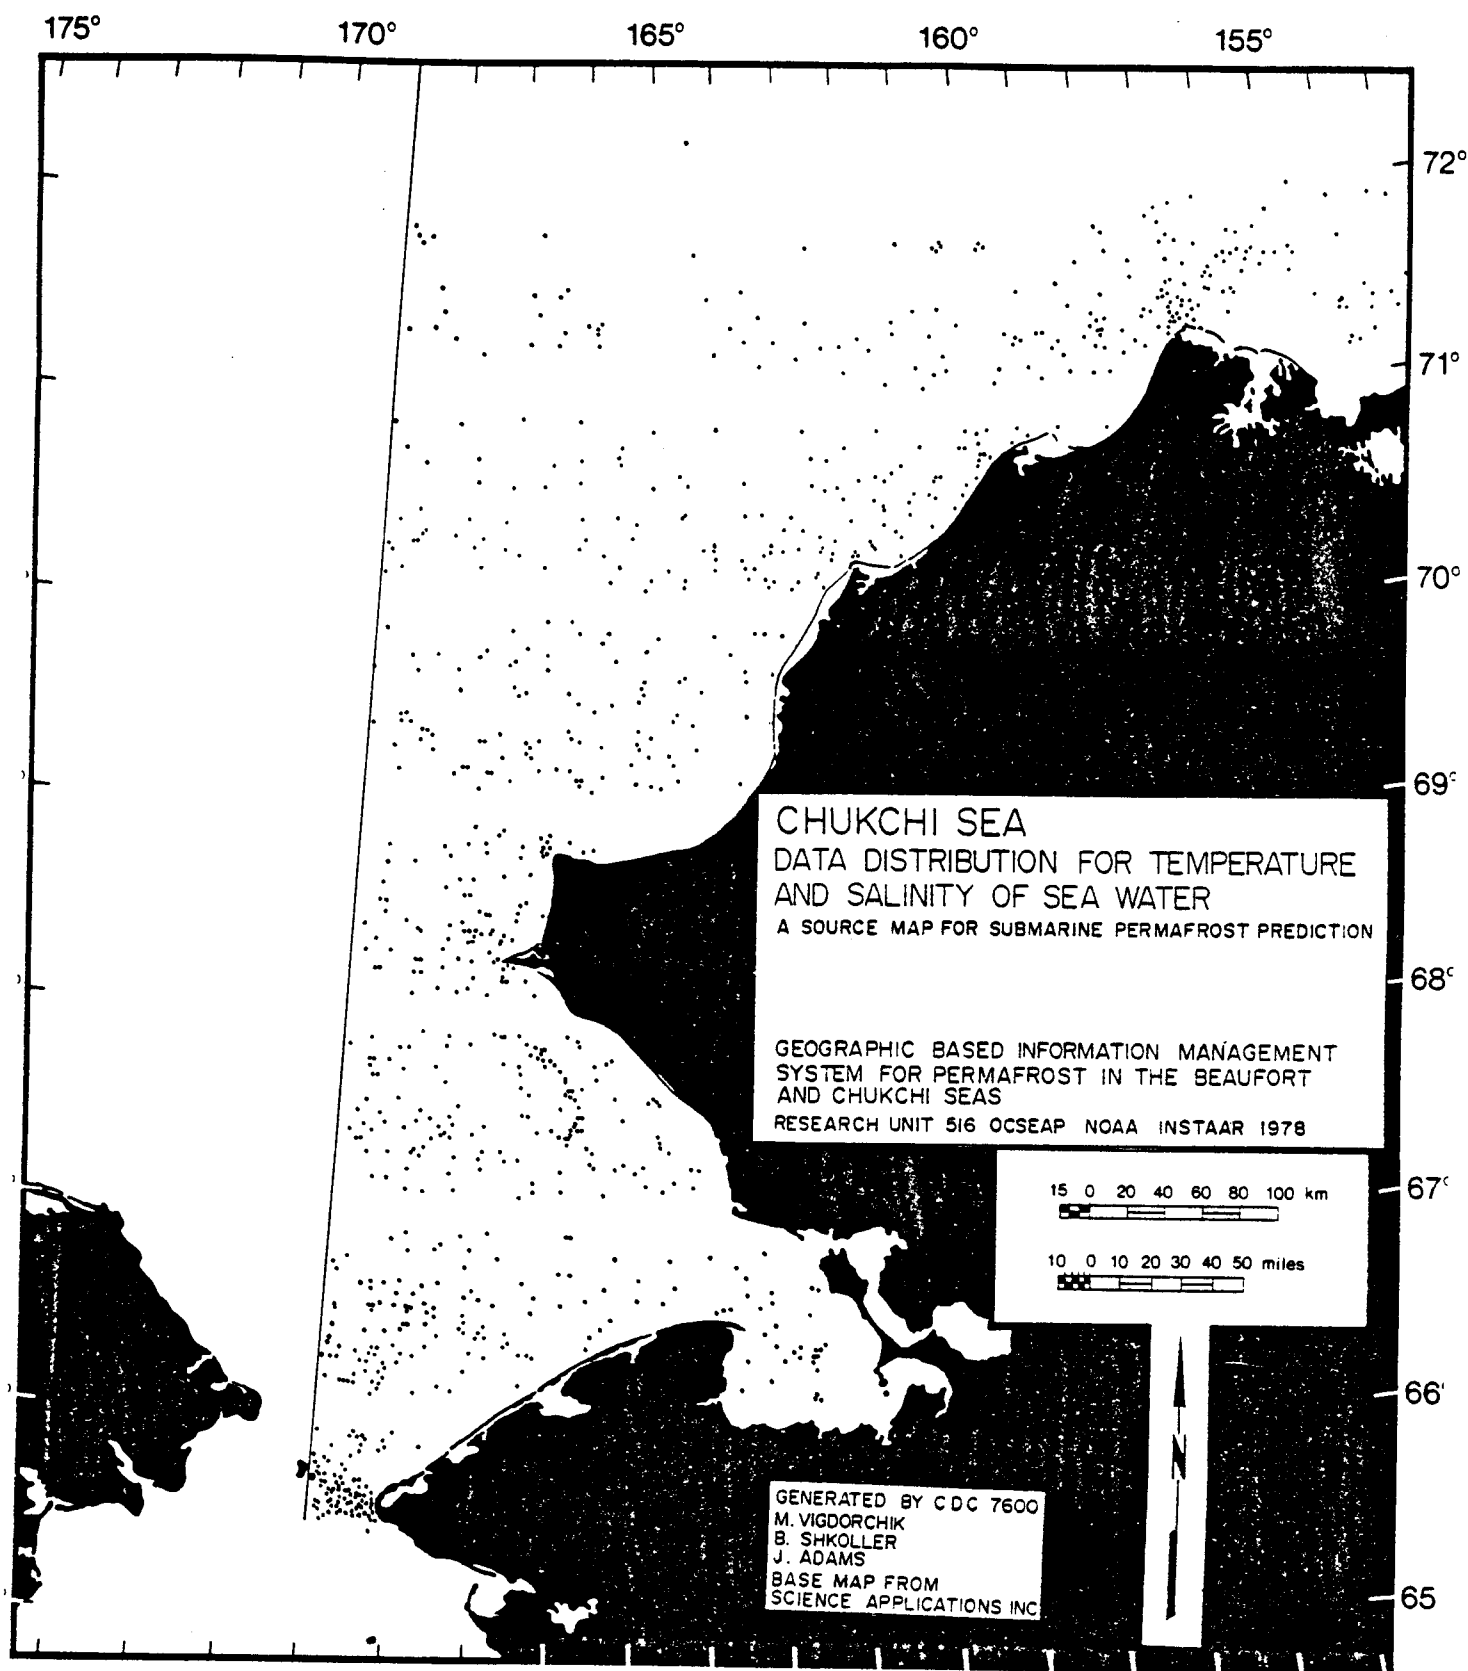 175° 170° 165° 160° 155°
72°
71°
70°
69°
CHUKCHI SEA
DATA DISTRIBUTION FOR TEMPERATURE
AND SALINITY OF SEA WATER
A SOURCE MAP FOR SUBMARINE PERMAFROST PREDICTION
68°
GEOGRAPHIC BASED INFORMATION MANAGEMENT
SYSTEM FOR PERMAFROST IN THE BEAUFORT
AND CHUKCHI SEAS
RESEARCH UNIT 516 OCSEAP NOAA INSTAAR 1978
67°
15 0 20 40 60 80 100 km
10 0 10 20 30 40 50 miles
66°
N
GENERATED BY CDC 7600
M. VIGDORCHIK
B. SHKOLLER
J. ADAMS
BASE MAP FROM
SCIENCE APPLICATIONS INC
65